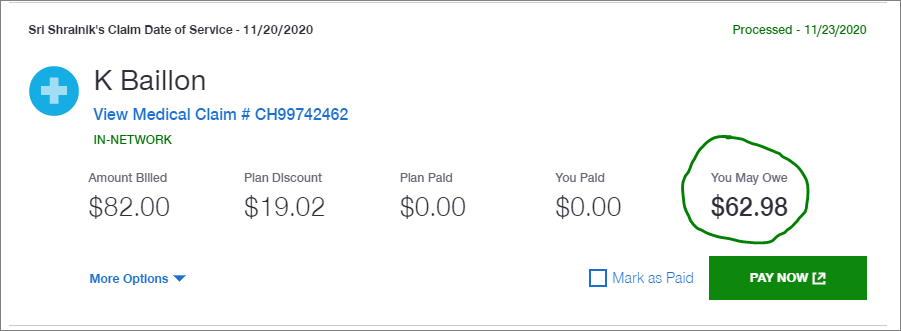 Sri Shrainik's Claim Date of Service - 11/20/2020
Processed - 11/23/2020
K Baillon
View Medical Claim # CH99742462
IN-NETWORK
Amount Billed Plan Discount Plan Paid You Paid You May Owe
$82.00 $19.02 $0.00 $0.00 $62.98
More Options
Mark as Paid
PAY NOW